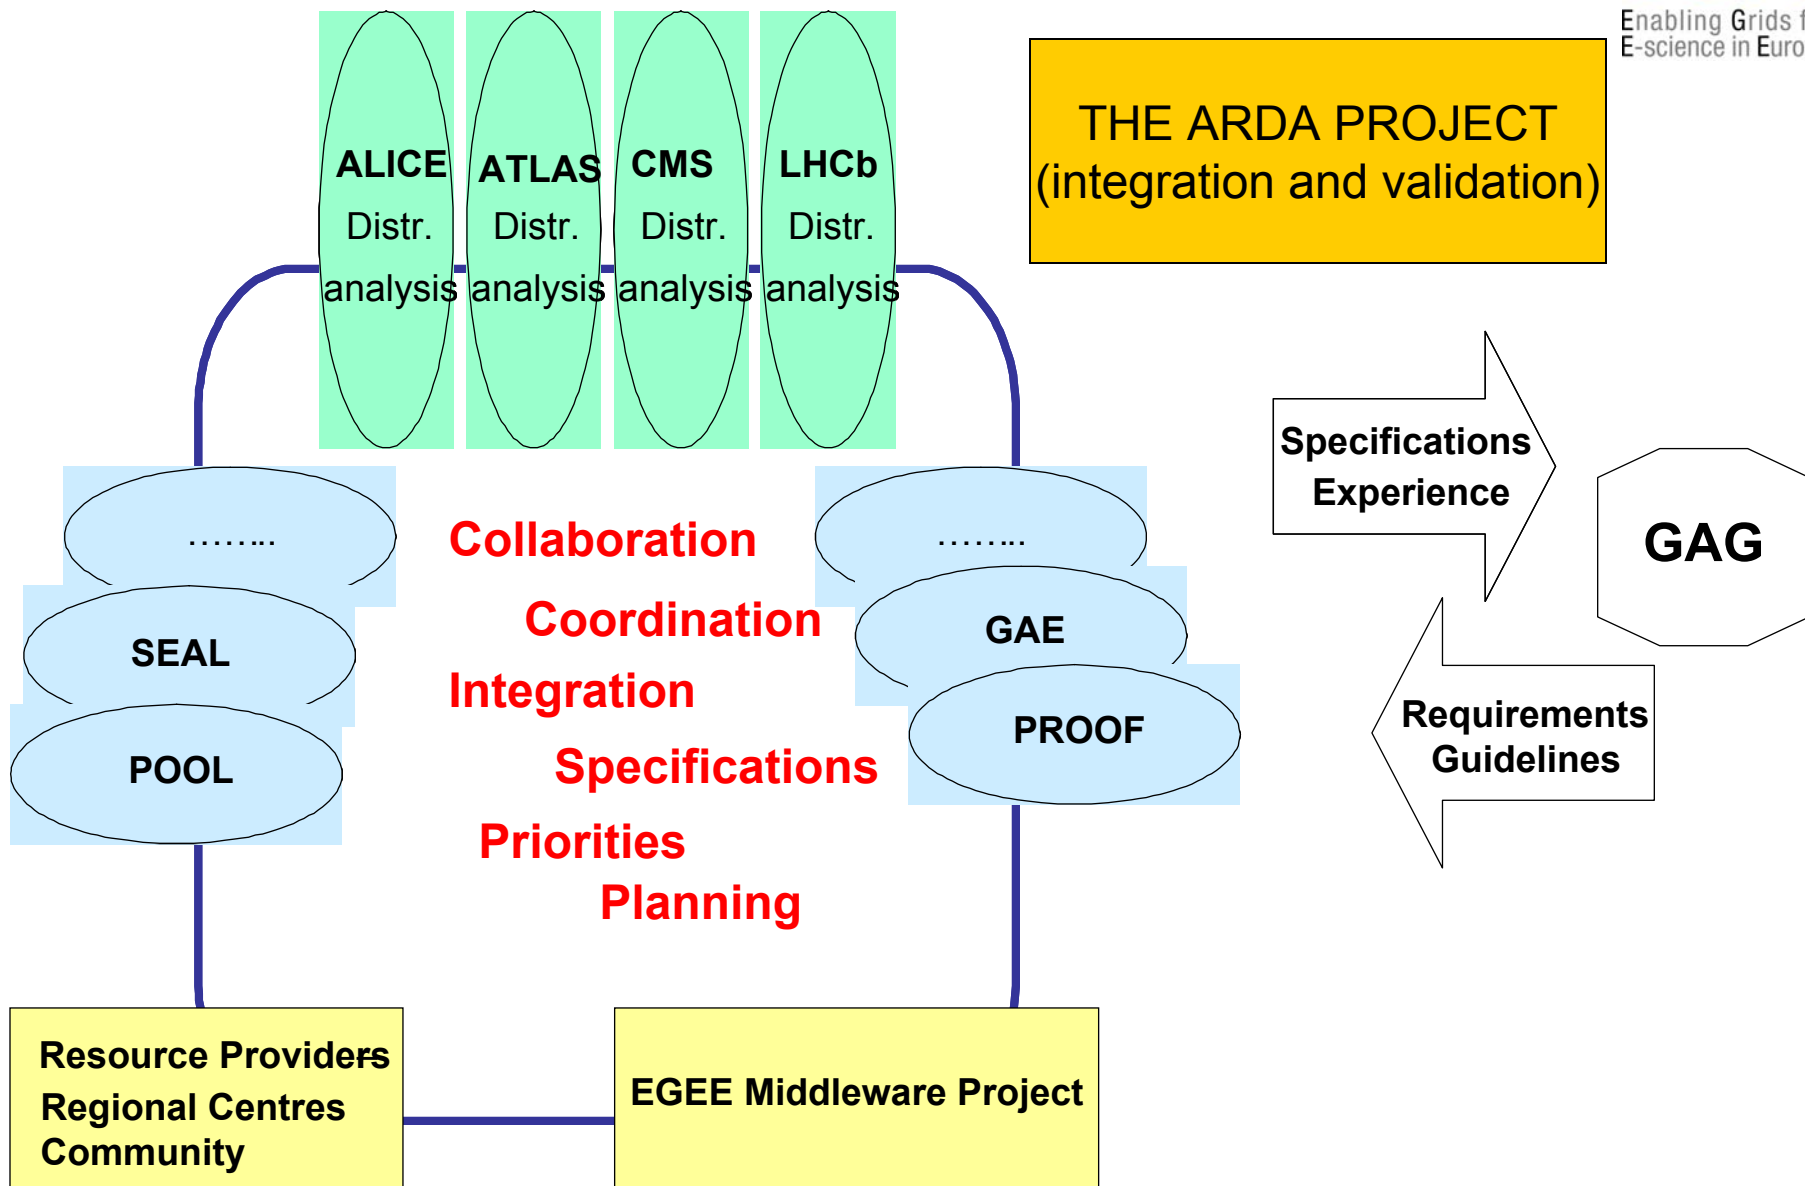 Enabling Grids f
E-science in Euro
THE ARDA PROJECT
(integration and validation)
ALICE
Distr.
analysis
ATLAS
Distr.
analysis
CMS
Distr.
analysis
LHCb
Distr.
analysis
........
SEAL
POOL
Collaboration
Coordination
Integration
Specifications
Priorities
Planning
........
GAE
PROOF
Specifications
Experience
GAG
Requirements
Guidelines
Resource Providers
Regional Centres
Community
EGEE Middleware Project